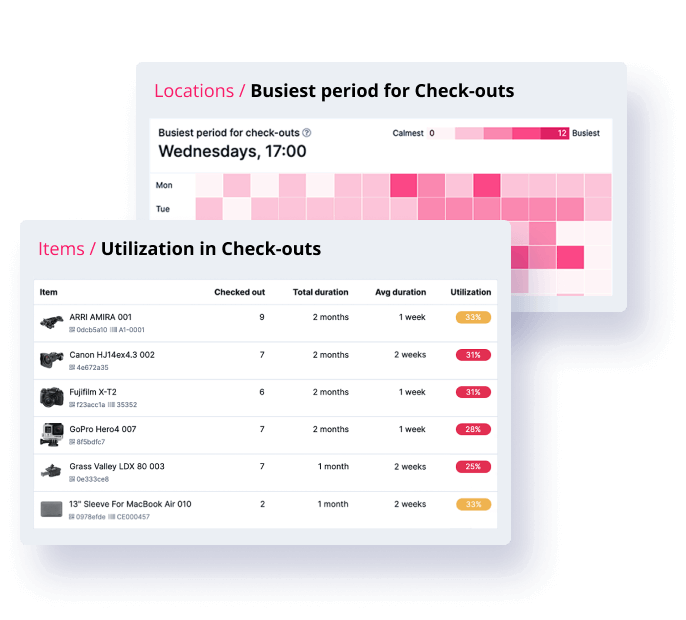 Locations / Busiest period for Check-outs
Busiest period for check-outs ?
Calmest 0 12 Busiest
Wednesdays, 17:00
Mon
Tue
Items / Utilization in Check-outs
Item Checked out Total duration Avg duration Utilization
ARRI AMIRA 001 9 2 months 1 week 33%
0dcb5a10 A1-0001
Canon HJ14ex4.3 002 7 2 months 2 weeks 31%
4e672a35
Fujifilm X-T2 6 2 months 1 week 31%
f23acc1a 35352
GoPro Hero4 007 7 2 months 1 week 28%
8f5bdfc7
Grass Valley LDX 80 003 7 1 month 2 weeks 25%
0e333ce8
13" Sleeve For MacBook Air 010 2 1 month 2 weeks 33%
0978efde CE000457